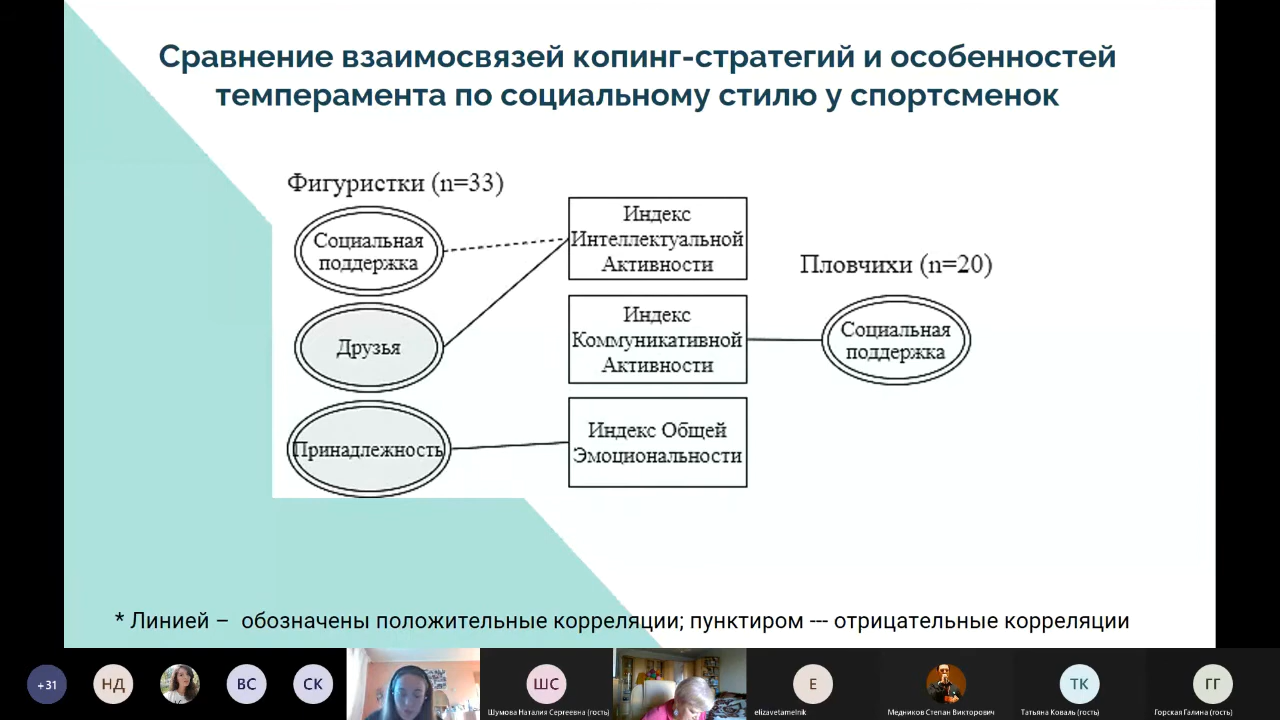 Сравнение взаимосвязей копинг-стратегий и особенностей
темперамента по социальному стилю у спортсменок
Фигуристки (n=33)
Социальная
поддержка
Друзья
Принадлежность
Индекс
Интеллектуальной
Активности
Индекс
Коммуникативной
Активности
Индекс Общей
Эмоциональности
Пловчихи (n=20)
Социальная
поддержка
* Линией – обозначены положительные корреляции; пунктиром --- отрицательные корреляции
+31
НД
ВС
СК
ШС
Шумова Наталия Сергеевна (гость)
Е
elizavetamelnik
Медников Степан Викторович
ТК
Татьяна Коваль (гость)
ГГ
Горская Галина (гость)